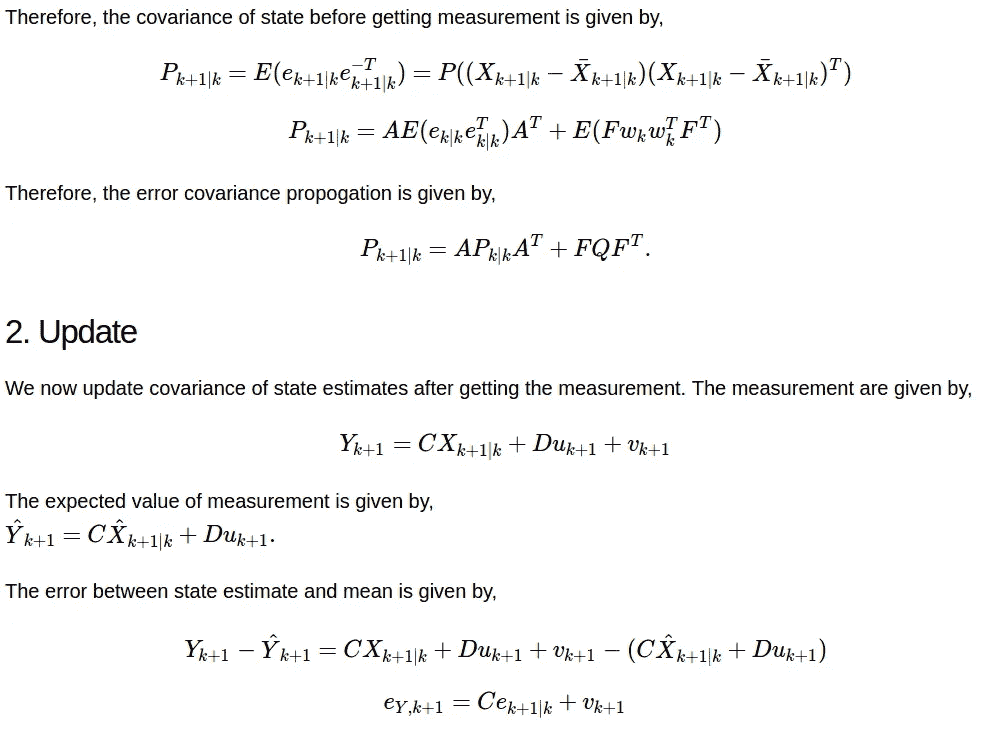 Therefore, the covariance of state before getting measurement is given by,
$P_{k+1|k} = E(e_{k+1|k}e_{k+1|k}^{-T}) = P((X_{k+1|k} - \bar{X}_{k+1|k})(X_{k+1|k} - \bar{X}_{k+1|k})^T)$
$P_{k+1|k} = AE(e_{k|k}e_{k|k}^T)A^T + E(Fw_kw_k^TF^T)$
Therefore, the error covariance propogation is given by,
$P_{k+1|k} = AP_{k|k}A^T + FQF^T.$
2. Update
We now update covariance of state estimates after getting the measurement. The measurement are given by,
$Y_{k+1} = CX_{k+1|k} + Du_{k+1} + v_{k+1}$
The expected value of measurement is given by,
$\hat{Y}_{k+1} = C\hat{X}_{k+1|k} + Du_{k+1}.$
The error between state estimate and mean is given by,
$Y_{k+1} - \hat{Y}_{k+1} = CX_{k+1|k} + Du_{k+1} + v_{k+1} - (C\hat{X}_{k+1|k} + Du_{k+1})$
$e_{Y,k+1} = Ce_{k+1|k} + v_{k+1}$